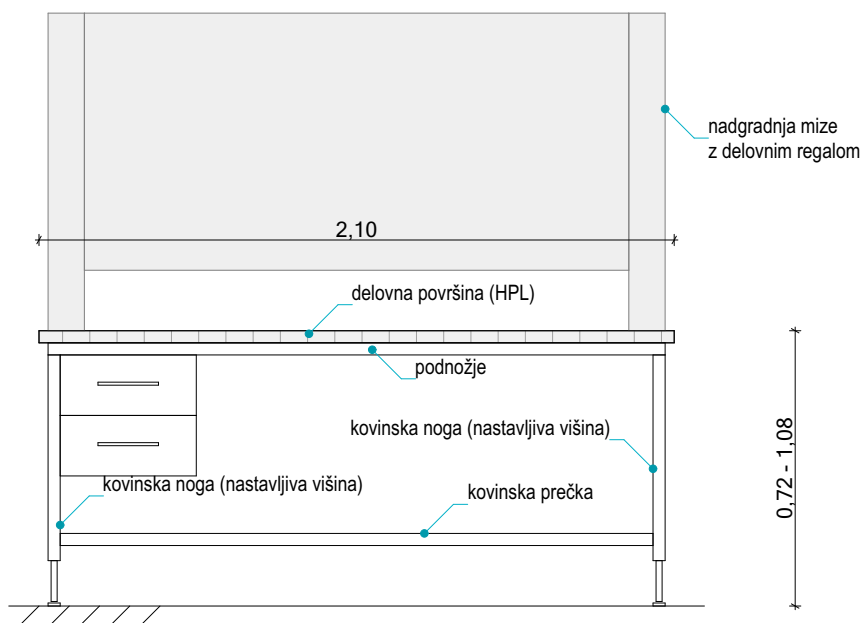 nadgradnja mize
z delovnim regalom
2,10
delovna površina (HPL)
podnožje
kovinska noga (nastavljiva višina)
kovinska noga (nastavljiva višina)
kovinska prečka
0,72 - 1,08